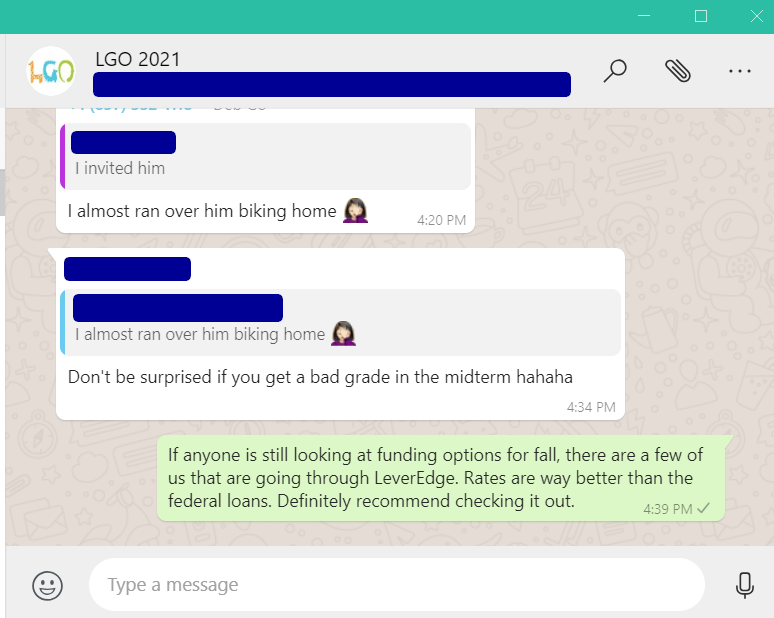 LGO
LGO 2021
I invited him
I almost ran over him biking home
4:20 PM
I almost ran over him biking home
Don't be surprised if you get a bad grade in the midterm hahaha
4:34 PM
If anyone is still looking at funding options for fall, there are a few of
us that are going through LeverEdge. Rates are way better than the
federal loans. Definitely recommend checking it out.
4:39 PM
Type a message